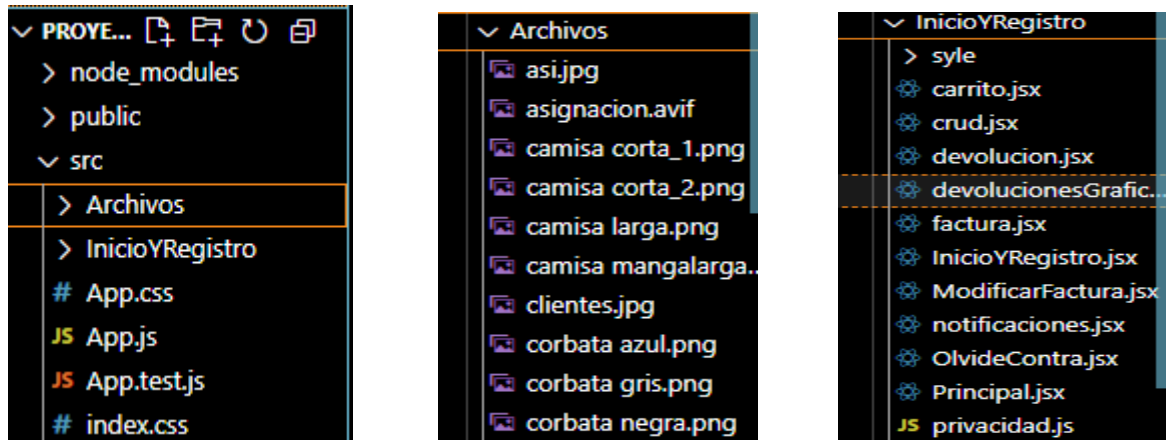 PROYE...
node_modules
public
src
Archivos
InicioYRegistro
# App.css
JS App.js
JS App.test.js
# index.css
Archivos
asi.jpg
asignacion.avif
camisa corta_1.png
camisa corta_2.png
camisa larga.png
camisa mangalarga...
clientes.jpg
corbata azul.png
corbata gris.png
corbata negra.png
InicioYRegistro
syle
carrito.jsx
crud.jsx
devolucion.jsx
devolucionesGrafic...
factura.jsx
InicioYRegistro.jsx
ModificarFactura.jsx
notificaciones.jsx
OlvideContra.jsx
Principal.jsx
JS privacidad.js